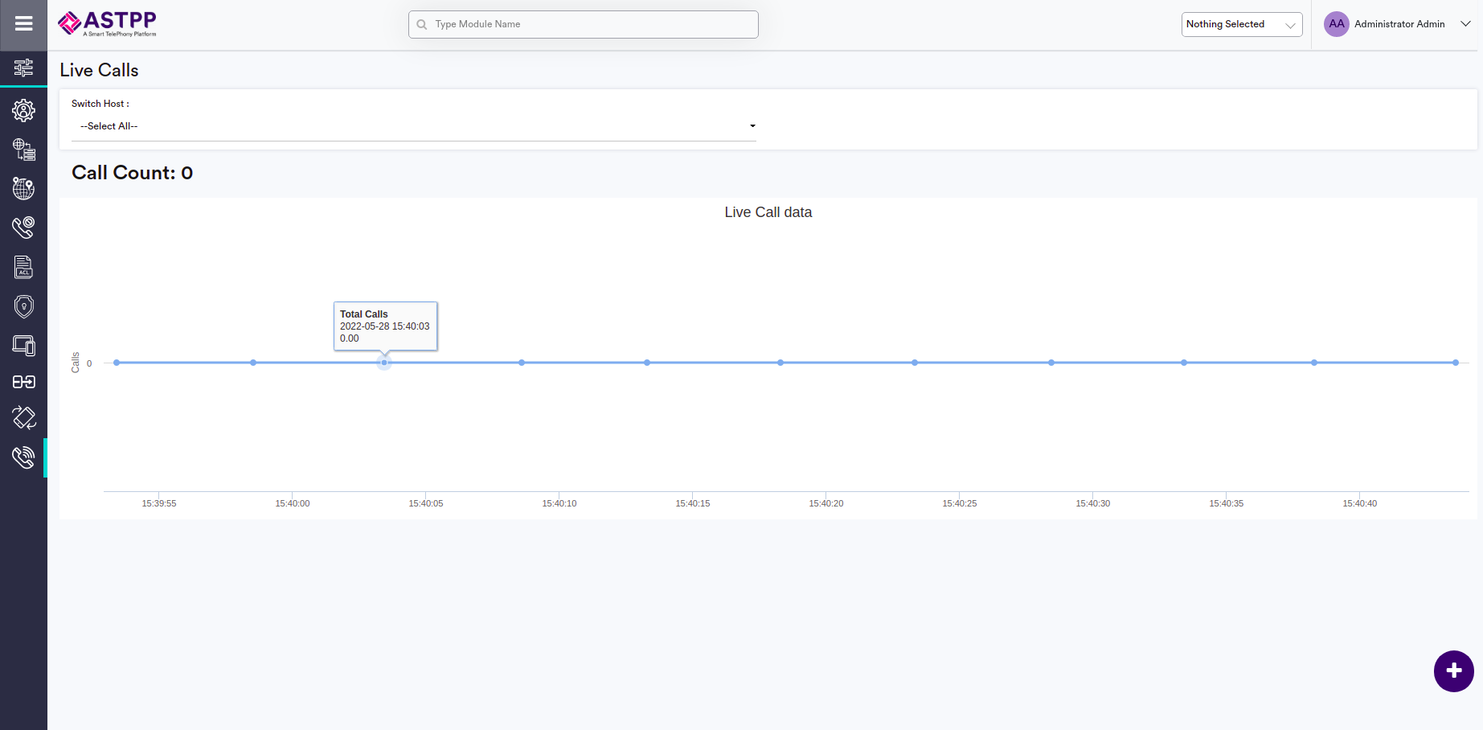 ASTPP
A Smart TelePhony Platform
Type Module Name
Nothing Selected
AA
Administrator Admin
Live Calls
Switch Host :
--Select All--
Call Count: 0
Live Call data
Total Calls
2022-05-28 15:40:03
0.00
Calls
0
15:39:55 15:40:00 15:40:05 15:40:10 15:40:15 15:40:20 15:40:25 15:40:30 15:40:35 15:40:40
ACL